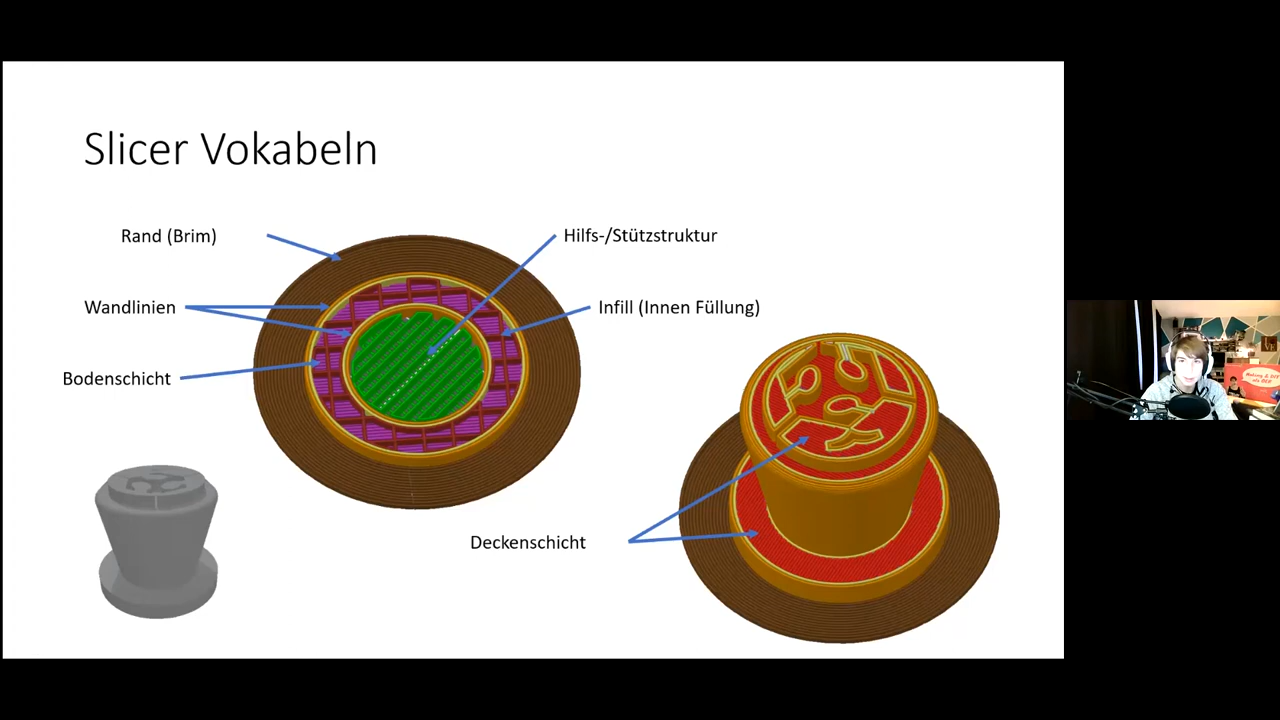 Slicer Vokabeln
Rand (Brim)
Hilfs-/Stützstruktur
Wandlinien
Infill (Innen Füllung)
Bodenschicht
Deckenschicht